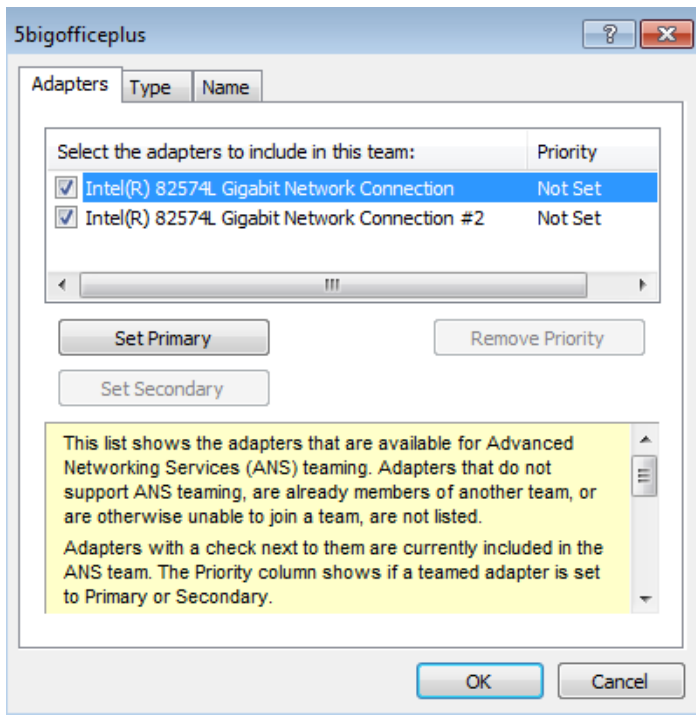 5bigofficeplus
Adapters Type Name
Select the adapters to include in this team: Priority
Intel(R) 82574L Gigabit Network Connection Not Set
Intel(R) 82574L Gigabit Network Connection #2 Not Set
Set Primary Remove Priority
Set Secondary
This list shows the adapters that are available for Advanced
Networking Services (ANS) teaming. Adapters that do not
support ANS teaming, are already members of another team, or
are otherwise unable to join a team, are not listed.
Adapters with a check next to them are currently included in the
ANS team. The Priority column shows if a teamed adapter is set
to Primary or Secondary.
OK Cancel